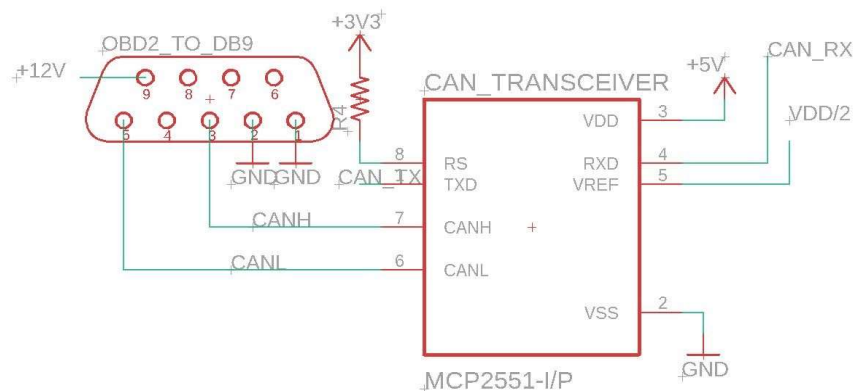 +3V3
OBD2_TO_DB9
+12V
9
8
7
6
5
4
3
2
1
R4
GND
GND
CAN_TRANSCEIVER
+5V
CAN_RX
VDD/2
VDD
3
8
RS
RXD
4
CAN_TX
1
TXD
VREF
5
CANH
7
CANH
CANL
6
CANL
VSS
2
GND
MCP2551-I/P